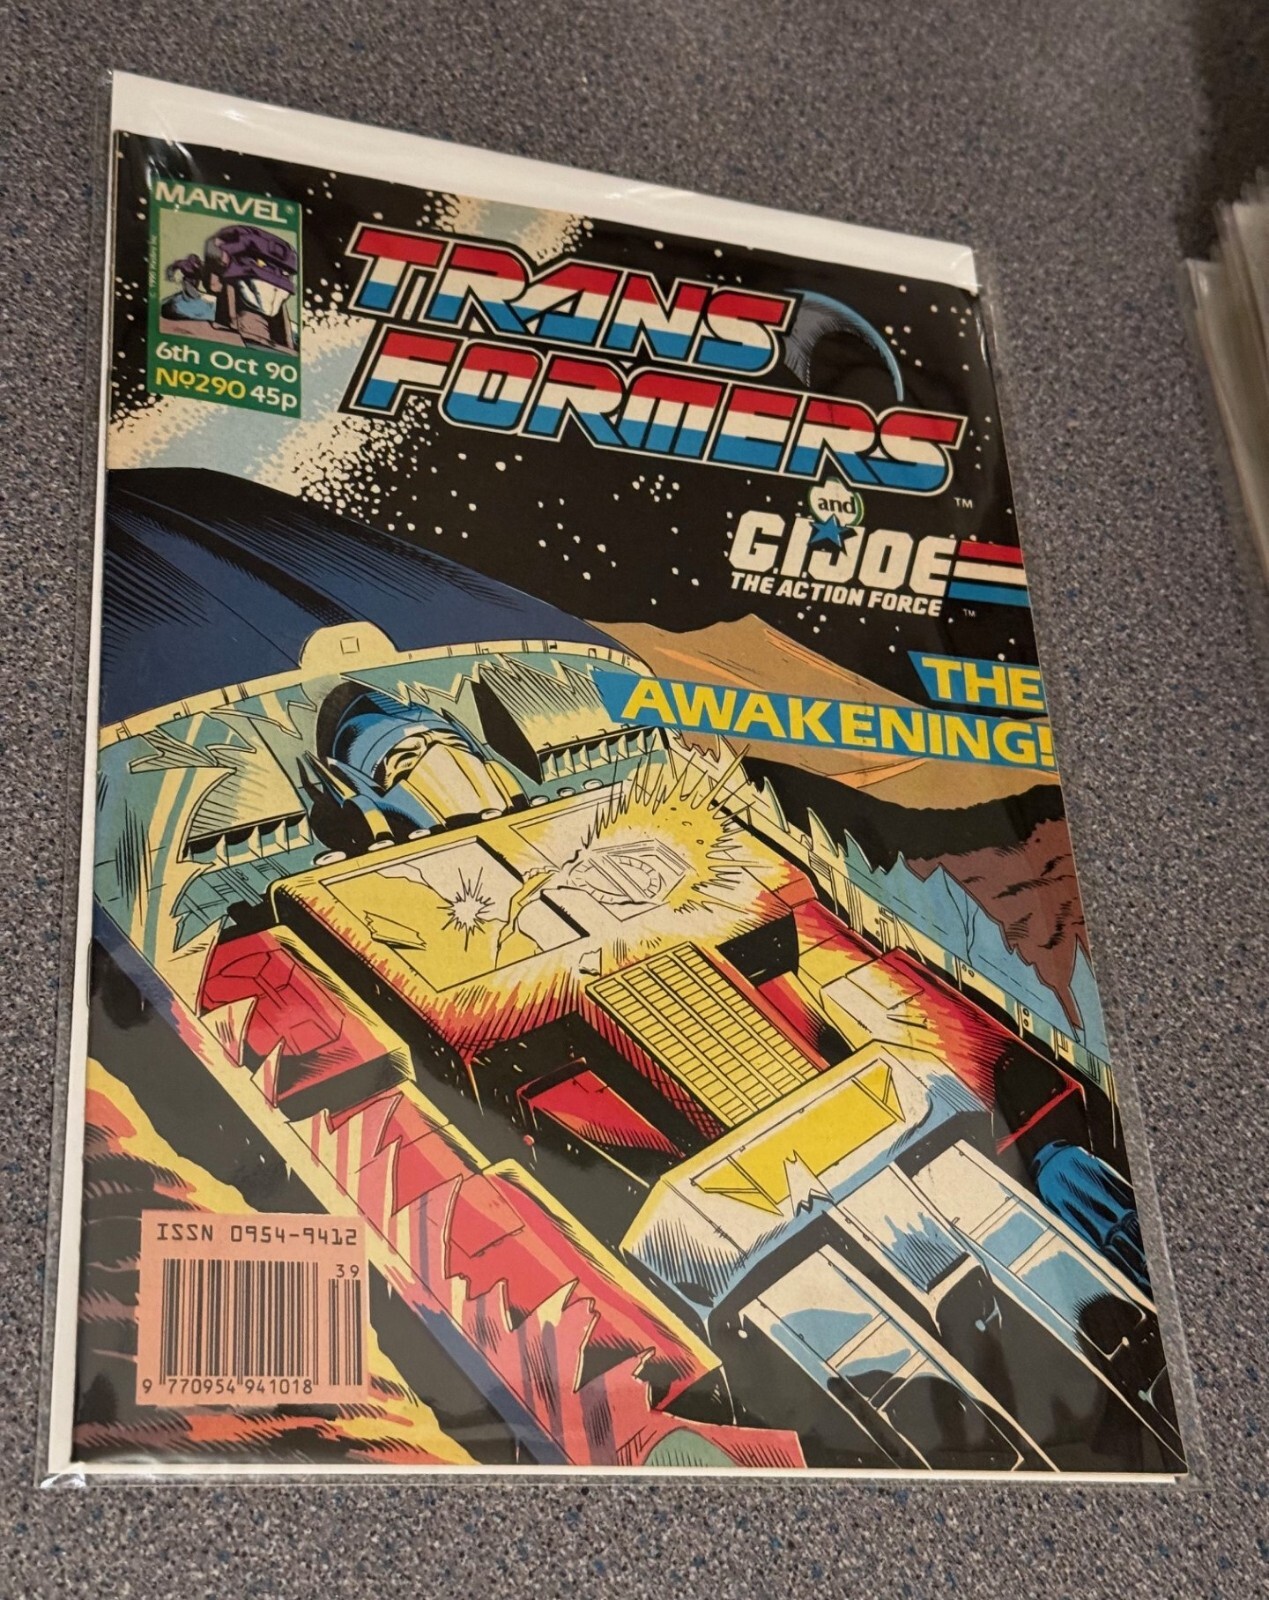 MARVEL®
6th Oct 90
Nº290 45p
TRANS
FORMERS
TM
and
G.I.JOE
THE ACTION FORCE
TM
THE
AWAKENING!
ISSN 0954-9412
39
9 770954 941018